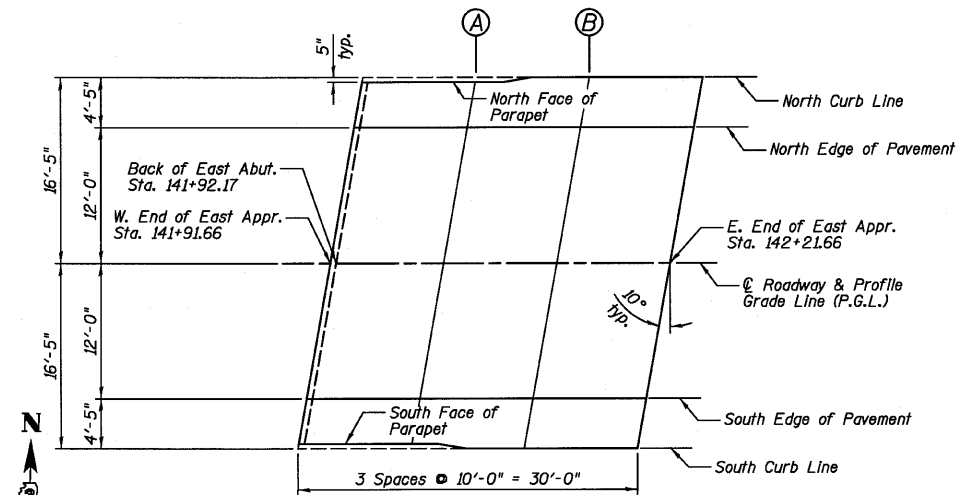 A
B
5"
typ.
4'-5"
North Face of
Parapet
North Curb Line
16'-5"
12'-0"
North Edge of Pavement
Back of East Abut.
Sta. 141+92.17
W. End of East Appr.
Sta. 141+91.66
E. End of East Appr.
Sta. 142+21.66
℄ Roadway & Profile
Grade Line (P.G.L.)
10°
typ.
16'-5"
12'-0"
4'-5"
South Face of
Parapet
South Edge of Pavement
South Curb Line
N
3 Spaces @ 10'-0" = 30'-0"